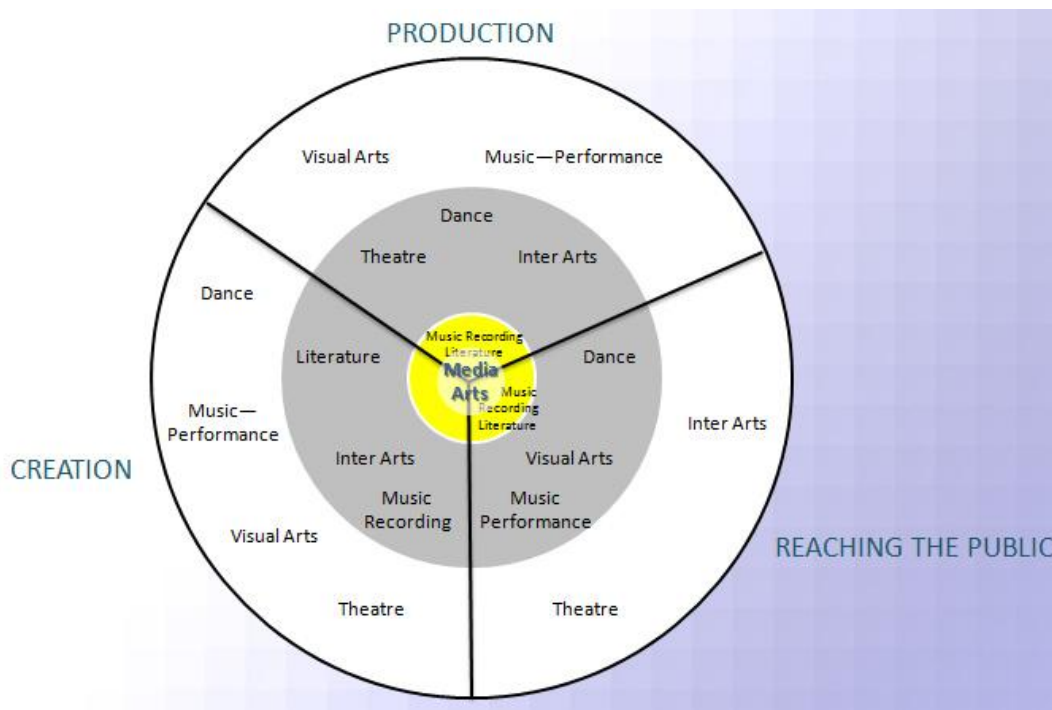 PRODUCTION
Visual Arts
Music—Performance
Dance
Theatre
Inter Arts
Dance
Music Recording
Literature
Literature
Media
Arts
Dance
Music
Recording
Literature
Music—
Performance
Inter Arts
CREATION
Inter Arts
Visual Arts
Music
Recording
Music
Performance
Visual Arts
REACHING THE PUBLIC
Theatre
Theatre